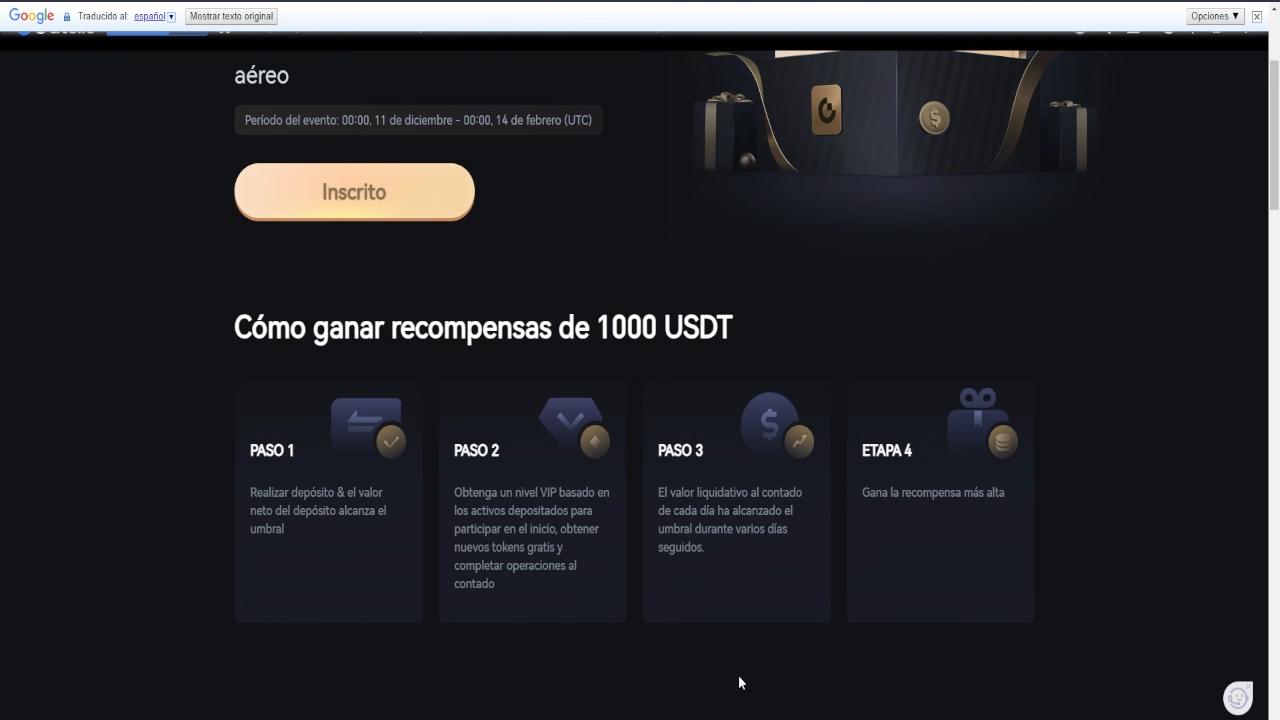 Google Traducido al: español Mostrar texto original Opciones ▼
aéreo
Período del evento: 00:00, 11 de diciembre - 00:00, 14 de febrero (UTC)
Inscrito
Cómo ganar recompensas de 1000 USDT
PASO 1
Realizar depósito & el valor
neto del depósito alcanza el
umbral
PASO 2
Obtenga un nivel VIP basado en
los activos depositados para
participar en el inicio, obtener
nuevos tokens gratis y
completar operaciones al
contado
PASO 3
El valor liquidativo al contado
de cada día ha alcanzado el
umbral durante varios días
seguidos.
ETAPA 4
Gana la recompensa más alta